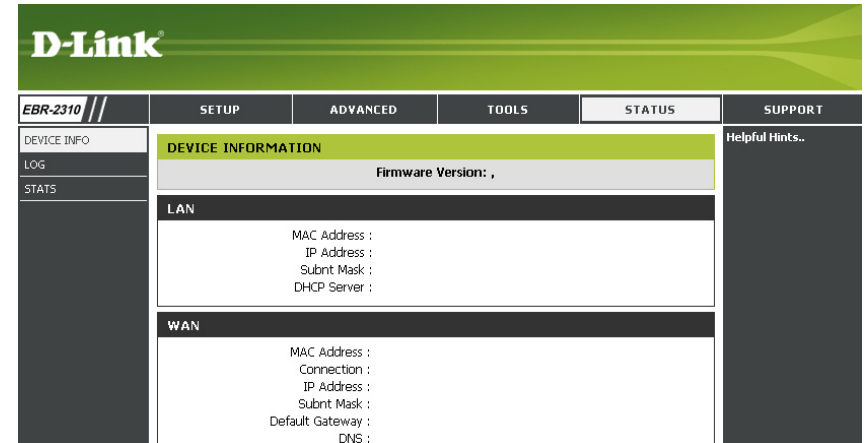 D-Link
EBR-2310 // SETUP ADVANCED TOOLS STATUS SUPPORT
DEVICE INFO
LOG
STATS
DEVICE INFORMATION
Firmware Version: ,
LAN
MAC Address :
IP Address :
Subnt Mask :
DHCP Server :
WAN
MAC Address :
Connection :
IP Address :
Subnt Mask :
Default Gateway :
DNS :
Helpful Hints..